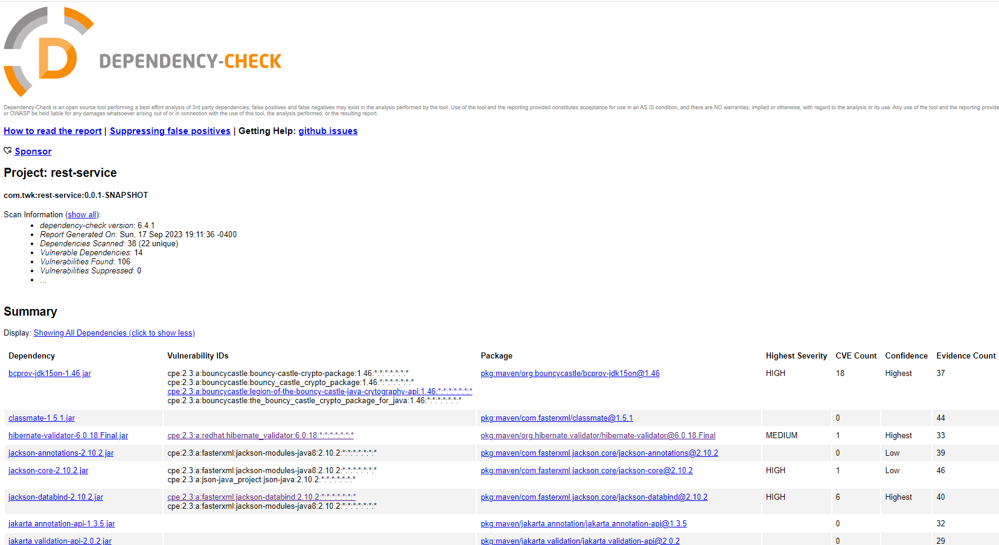 DEPENDENCY-CHECK
Dependency-Check is an open source tool performing a best effort analysis of 3rd party dependencies; false positives and false negatives may exist in the analysis performed by the tool. Use of the tool and the reporting provided constitutes acceptance for use in an AS IS condition, and there are NO warranties, implied or otherwise, with regard to the analysis or its use. Any use of the tool and the reporting provide
or OWASP be held liable for any damages whatsoever arising out of or in connection with the use of this tool, the analysis performed, or the resulting report.
How to read the report | Suppressing false positives | Getting Help: github issues
Sponsor
Project: rest-service
com.twk:rest-service:0.0.1-SNAPSHOT
Scan Information (show all):
• dependency-check version: 6.4.1
• Report Generated On: Sun, 17 Sep 2023 19:11:36 -0400
• Dependencies Scanned: 38 (22 unique)
• Vulnerable Dependencies: 14
• Vulnerabilities Found: 106
• Vulnerabilities Suppressed: 0
• ...
Summary
Display: Showing All Dependencies (click to show less)
Dependency Vulnerability IDs Package Highest Severity CVE Count Confidence Evidence Count
bcprov-jdk15on-1.46.jar cpe:2.3:a:bouncycastle:bouncy-castle-crypto-package:1.46:*:*:*:*:*:*:* pkg:maven/org.bouncycastle/bcprov-jdk15on@1.46 HIGH 18 Highest 37
cpe:2.3:a:bouncycastle:bouncy_castle_crypto_package:1.46:*:*:*:*:*:*:*
cpe:2.3:a:bouncycastle:legion-of-the-bouncy-castle-java-crytography-api:1.46:*:*:*:*:*:*:*
cpe:2.3:a:bouncycastle:the_bouncy_castle_crypto_package_for_java:1.46:*:*:*:*:*:*:*
classmate-1.5.1.jar pkg:maven/com.fasterxml/classmate@1.5.1 0 44
hibernate-validator-6.0.18.Final.jar cpe:2.3:a:redhat:hibernate_validator:6.0.18:*:*:*:*:*:*:* pkg:maven/org.hibernate.validator/hibernate-validator@6.0.18.Final MEDIUM 1 Highest 33
jackson-annotations-2.10.2.jar cpe:2.3:a:fasterxml:jackson-modules-java8:2.10.2:*:*:*:*:*:*:* pkg:maven/com.fasterxml.jackson.core/jackson-annotations@2.10.2 0 Low 39
jackson-core-2.10.2.jar cpe:2.3:a:fasterxml:jackson-modules-java8:2.10.2:*:*:*:*:*:*:* pkg:maven/com.fasterxml.jackson.core/jackson-core@2.10.2 HIGH 1 Low 46
cpe:2.3:a:json-java_project:json-java:2.10.2:*:*:*:*:*:*:*
jackson-databind-2.10.2.jar cpe:2.3:a:fasterxml:jackson-databind:2.10.2:*:*:*:*:*:*:* pkg:maven/com.fasterxml.jackson.core/jackson-databind@2.10.2 HIGH 6 Highest 40
cpe:2.3:a:fasterxml:jackson-modules-java8:2.10.2:*:*:*:*:*:*:*
jakarta.annotation-api-1.3.5.jar pkg:maven/jakarta.annotation/jakarta.annotation-api@1.3.5 0 32
jakarta.validation-api-2.0.2.jar pkg:maven/jakarta.validation/jakarta.validation-api@2.0.2 0 29